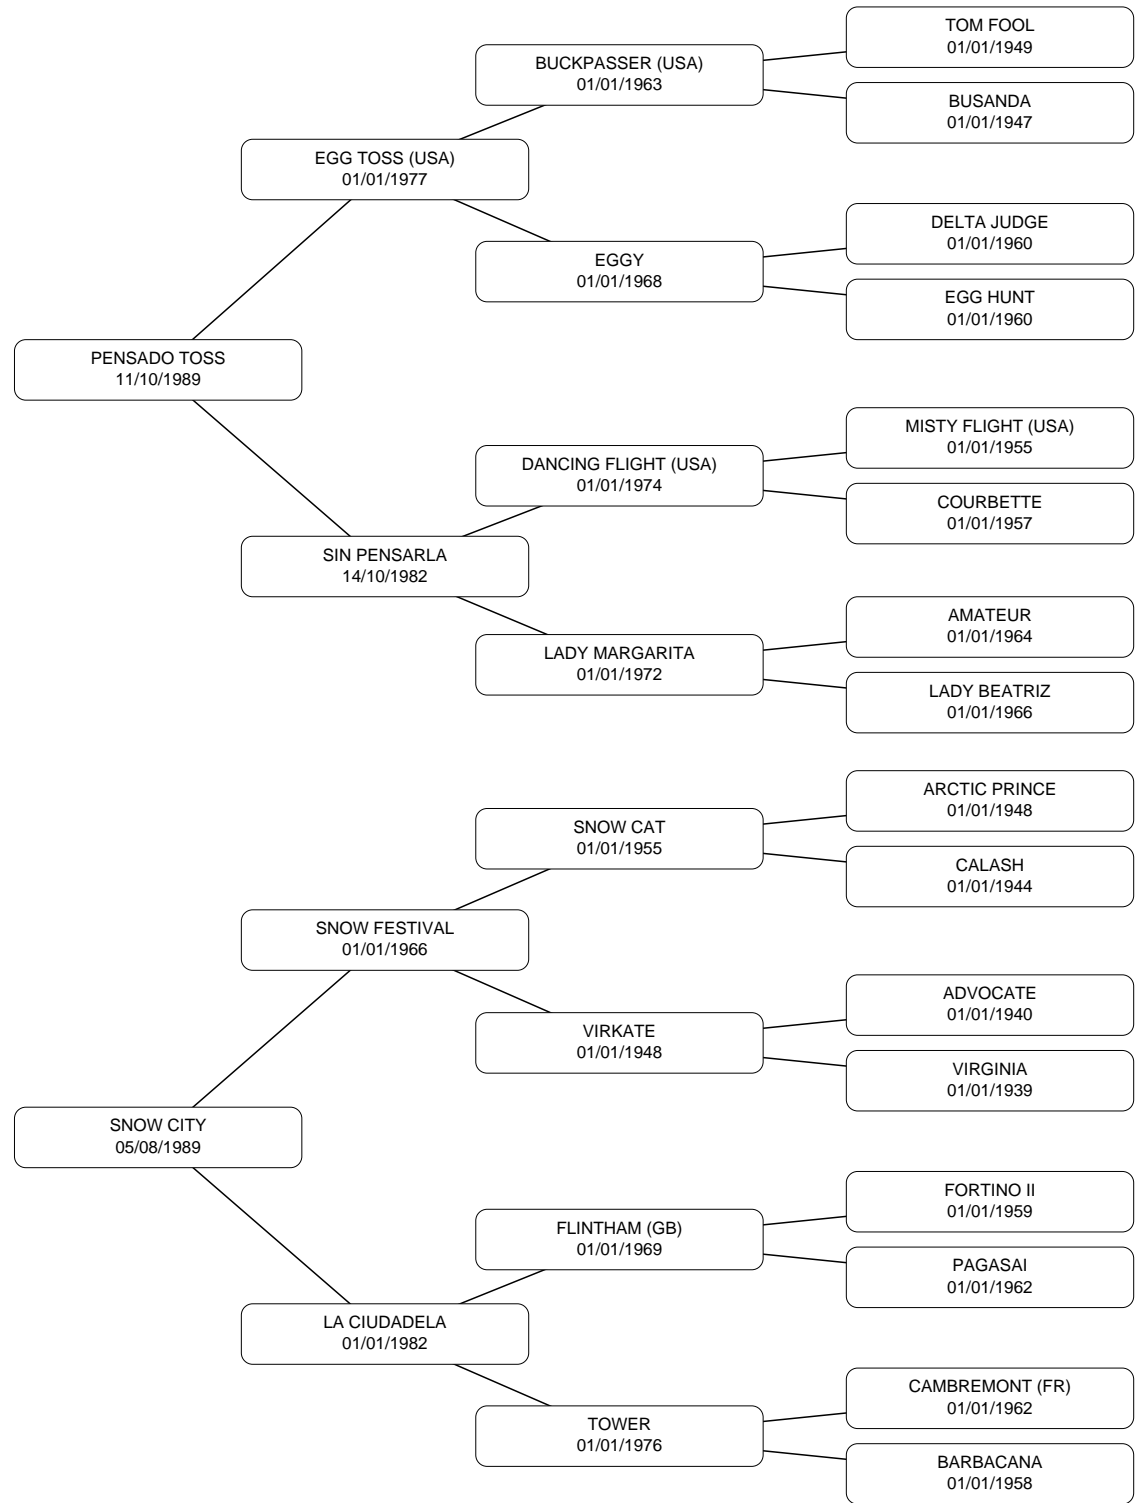 TOM FOOL
01/01/1949
BUCKPASSER (USA)
01/01/1963
BUSANDA
01/01/1947
EGG TOSS (USA)
01/01/1977
DELTA JUDGE
01/01/1960
EGGY
01/01/1968
EGG HUNT
01/01/1960
PENSADO TOSS
11/10/1989
MISTY FLIGHT (USA)
01/01/1955
DANCING FLIGHT (USA)
01/01/1974
COURBETTE
01/01/1957
SIN PENSARLA
14/10/1982
AMATEUR
01/01/1964
LADY MARGARITA
01/01/1972
LADY BEATRIZ
01/01/1966
ARCTIC PRINCE
01/01/1948
SNOW CAT
01/01/1955
CALASH
01/01/1944
SNOW FESTIVAL
01/01/1966
ADVOCATE
01/01/1940
VIRKATE
01/01/1948
VIRGINIA
01/01/1939
SNOW CITY
05/08/1989
FORTINO II
01/01/1959
FLINTHAM (GB)
01/01/1969
PAGASAI
01/01/1962
LA CIUDADELA
01/01/1982
CAMBREMONT (FR)
01/01/1962
TOWER
01/01/1976
BARBACANA
01/01/1958